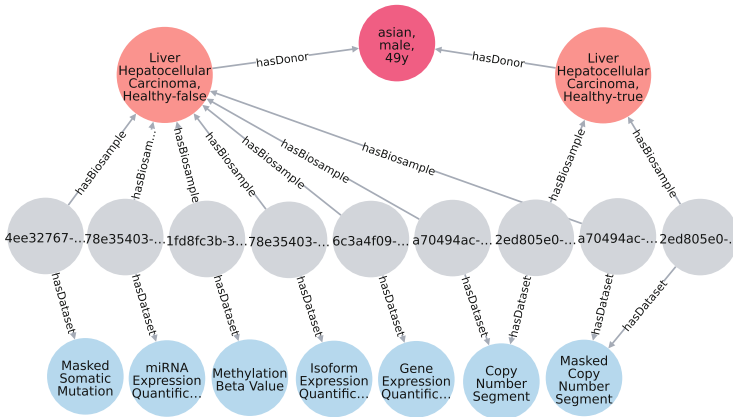 asian,
male,
49y
Liver
Hepatocellular
Carcinoma,
Healthy-false
Liver
Hepatocellular
Carcinoma,
Healthy-true
hasDonor
hasDonor
hasBiosample
hasBiosam...
hasBiosample
hasBiosample
hasBiosample
hasBiosample
hasBiosample
hasBiosample
hasBiosample
4ee32767-...
78e35403-...
1fd8fc3b-3...
78e35403-...
6c3a4f09-...
a70494ac-...
2ed805e0-...
a70494ac-...
2ed805e0-...
hasDataset
hasDataset
hasDataset
hasDataset
hasDataset
hasDataset
hasDataset
hasDataset
hasDataset
Masked
Somatic
Mutation
miRNA
Expression
Quantific...
Methylation
Beta Value
Isoform
Expression
Quantific...
Gene
Expression
Quantific...
Copy
Number
Segment
Masked
Copy
Number
Segment